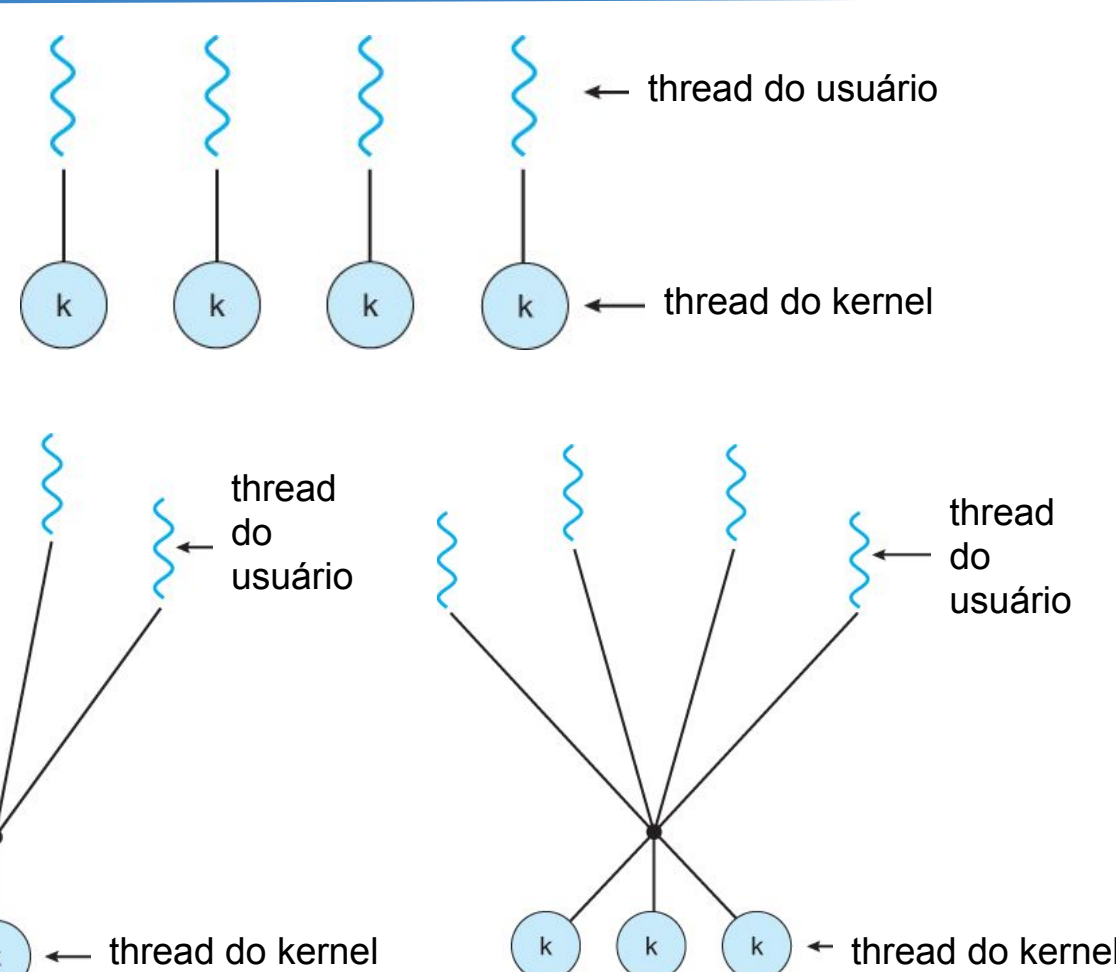 thread do usuário
k k k k
thread do kernel
thread
do
usuário
thread
do
usuário
thread do kernel
k k k
thread do kernel